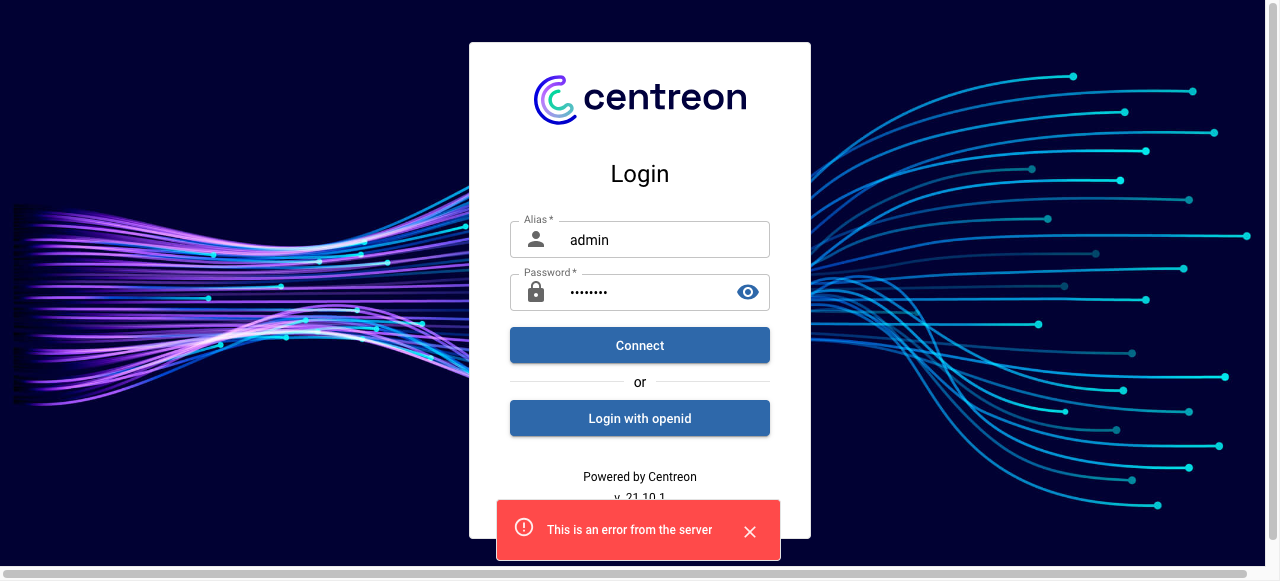 centreon
Login
Alias *
admin
Password *
••••••••
Connect
or
Login with openid
Powered by Centreon
v. 21.10.1
This is an error from the server